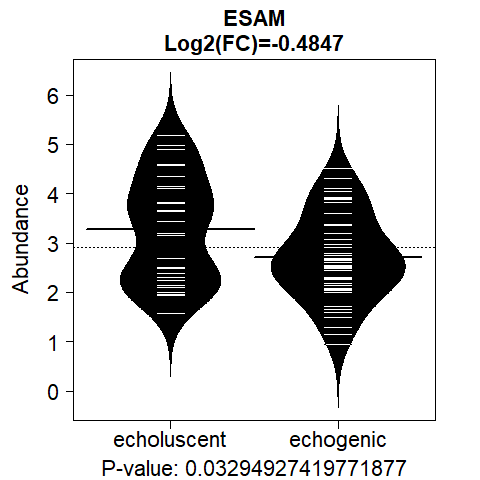 ESAM
Log2(FC)=-0.4847
Abundance
6
5
4
3
2
1
0
echoluscent echogenic
P-value: 0.03294927419771877